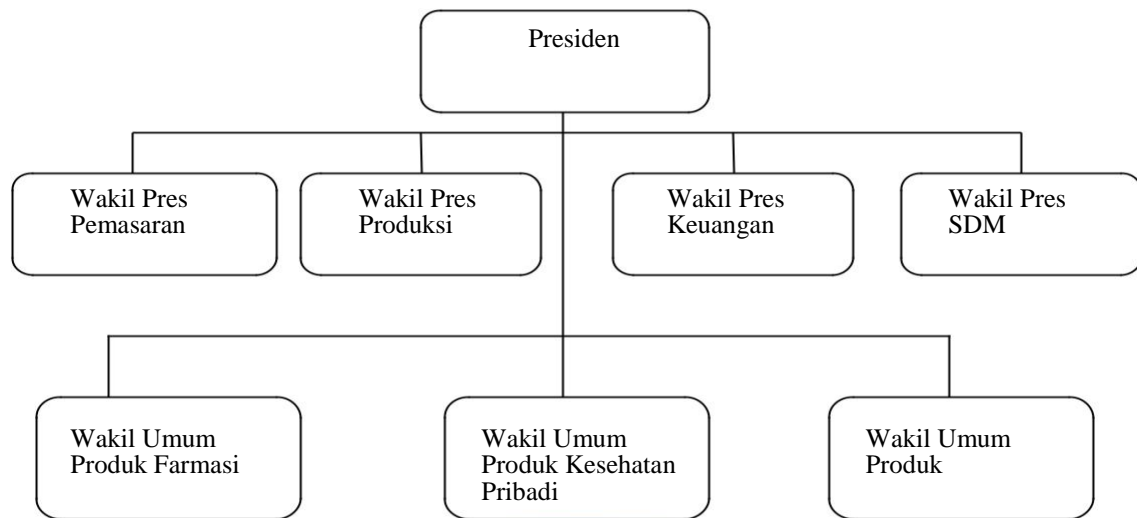 Presiden
Wakil Pres
Pemasaran
Wakil Pres
Produksi
Wakil Pres
Keuangan
Wakil Pres
SDM
Wakil Umum
Produk Farmasi
Wakil Umum
Produk Kesehatan
Pribadi
Wakil Umum
Produk